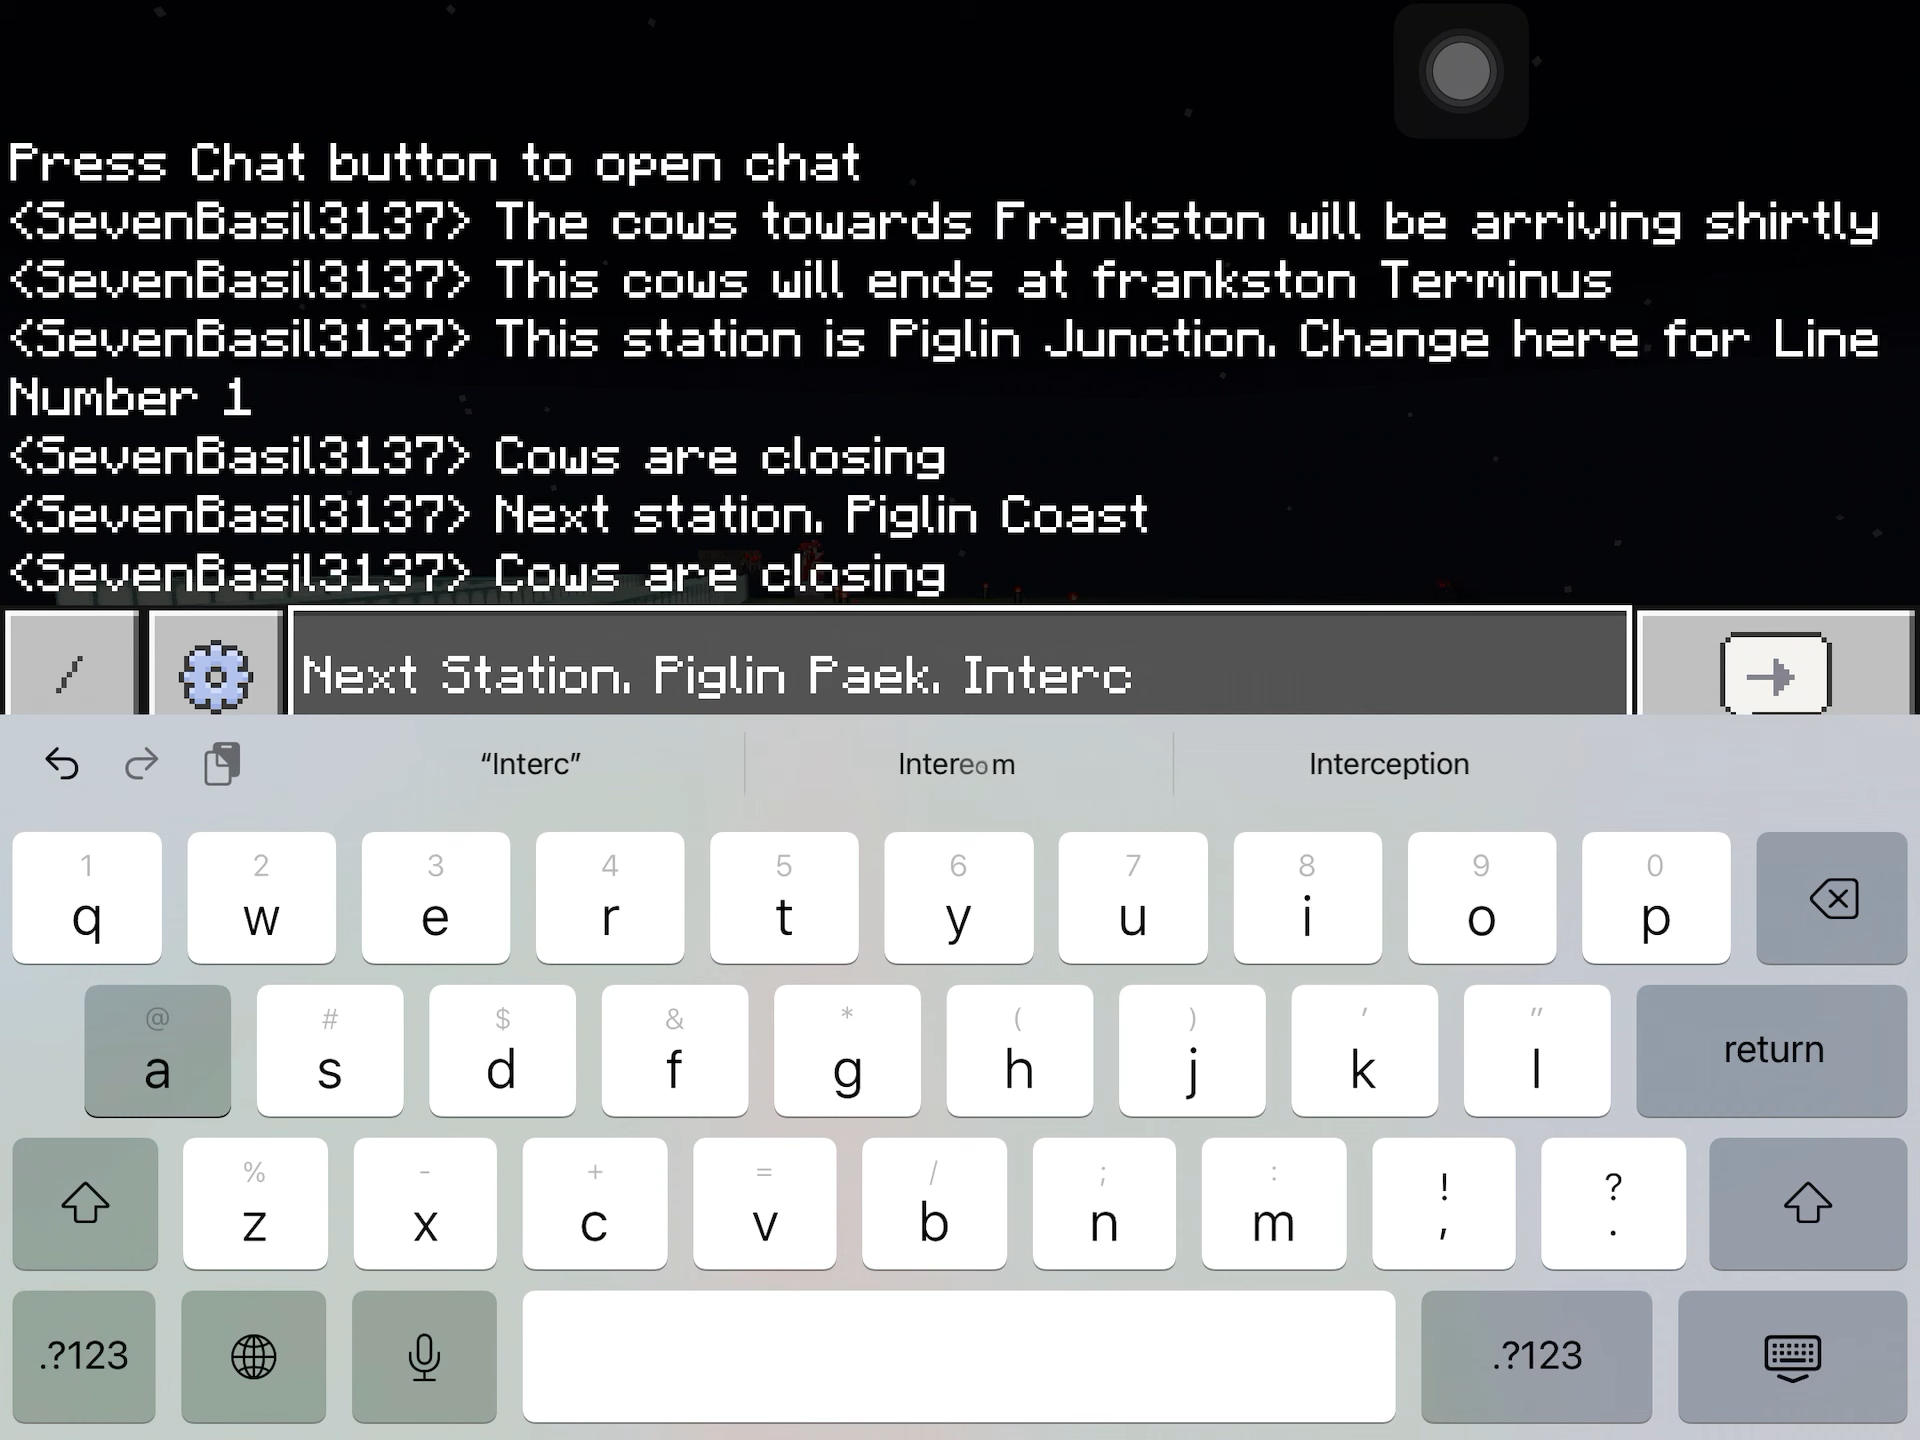 Press Chat button to open chat
<SevenBasil3137> The cows towards Frankston will be arriving shirtly
<SevenBasil3137> This cows will ends at frankston Terminus
<SevenBasil3137> This station is Piglin Junction. Change here for Line
Number 1
<SevenBasil3137> Cows are closing
<SevenBasil3137> Next station. Piglin Coast
<SevenBasil3137> Cows are closing
/
Next Station. Piglin Paek. Interc
“Interc” Interception
1 2 3 4 5 6 7 8 9 0
q w e r t y u i o p
@ # $ & * ( ) ' "
a s d f g h j k l return
% - + = / ; : ! ?
z x c v b n m , .
.?123 .?123